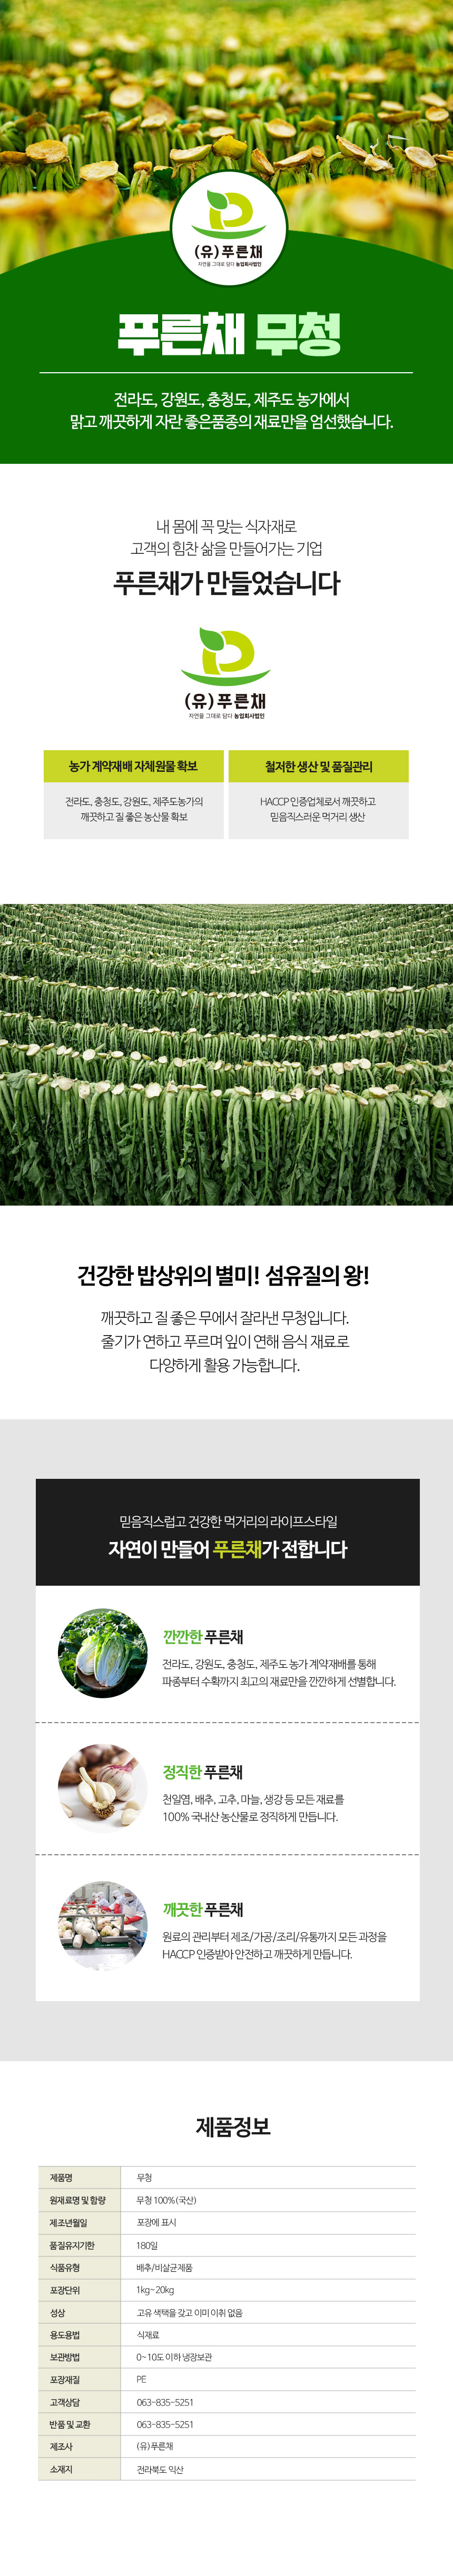 (유)푸른채
자연을 그대로 담다 농업회사법인
푸른채 무청
전라도, 강원도, 충청도, 제주도 농가에서
맑고 깨끗하게 자란 좋은품종의 재료만을 엄선했습니다.
내 몸에 꼭 맞는 식자재로
고객의 힘찬 삶을 만들어가는 기업
푸른채가 만들었습니다
(유)푸른채
자연을 그대로 담다 농업회사법인
농가 계약재배 자체원물 확보
전라도, 충청도, 강원도, 제주도농가의
깨끗하고 질 좋은 농산물 확보
철저한 생산 및 품질관리
HACCP 인증업체로서 깨끗하고
믿음직스러운 먹거리 생산
건강한 밥상위의 별미! 섬유질의 왕!
깨끗하고 질 좋은 무에서 잘라낸 무청입니다.
줄기가 연하고 푸르며 잎이 연해 음식 재료로
다양하게 활용 가능합니다.
믿음직스럽고 건강한 먹거리의 라이프스타일
자연이 만들어 푸른채가 전합니다
깐깐한 푸른채
전라도, 강원도, 충청도, 제주도 농가 계약재배를 통해
파종부터 수확까지 최고의 재료만을 깐깐하게 선별합니다.
정직한 푸른채
천일염, 배추, 고추, 마늘, 생강 등 모든 재료를
100% 국내산 농산물로 정직하게 만듭니다.
깨끗한 푸른채
원료의 관리부터 제조/가공/조리/유통까지 모든 과정을
HACCP 인증받아 안전하고 깨끗하게 만듭니다.
제품정보
제품명 무청
원재료명 및 함량 무청 100%(국산)
제조년월일 포장에 표시
품질유지기한 180일
식품유형 배추/비살균제품
포장단위 1kg~20kg
성상 고유 색택을 갖고 이미 이취 없음
용도용법 식재료
보관방법 0~10도 이하 냉장보관
포장재질 PE
고객상담 063-835-5251
반품 및 교환 063-835-5251
제조사 (유)푸른채
소재지 전라북도 익산